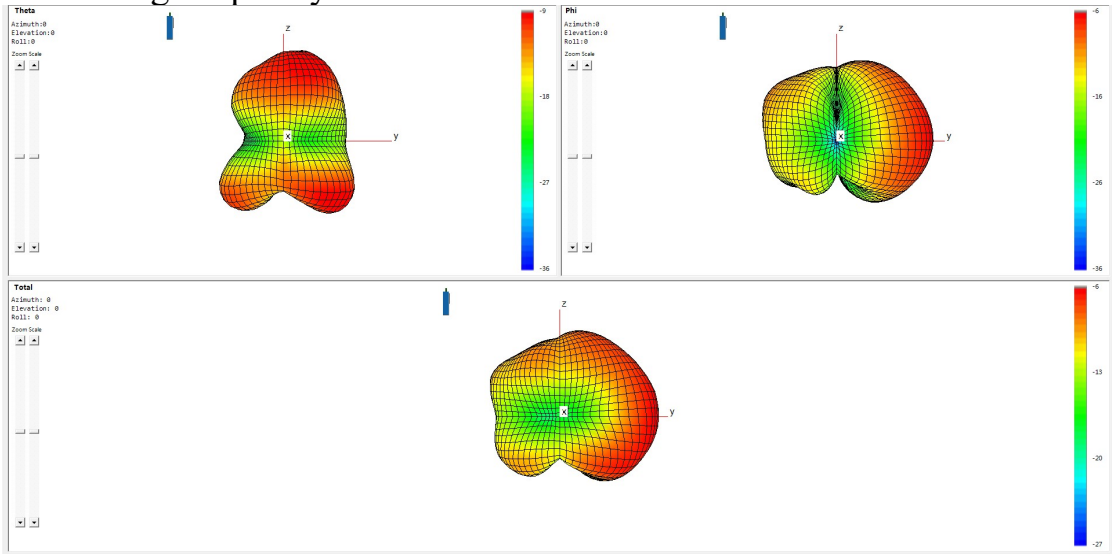 Theta
Azimuth:0
Elevation:0
Roll:0
Zoom Scale
z
x
y
-9
-18
-27
-36
Phi
Azimuth:0
Elevation:0
Roll:0
Zoom Scale
z
x
y
-6
-16
-26
-36
Total
Azimuth: 0
Elevation: 0
Roll: 0
Zoom Scale
z
x
y
-6
-13
-20
-27